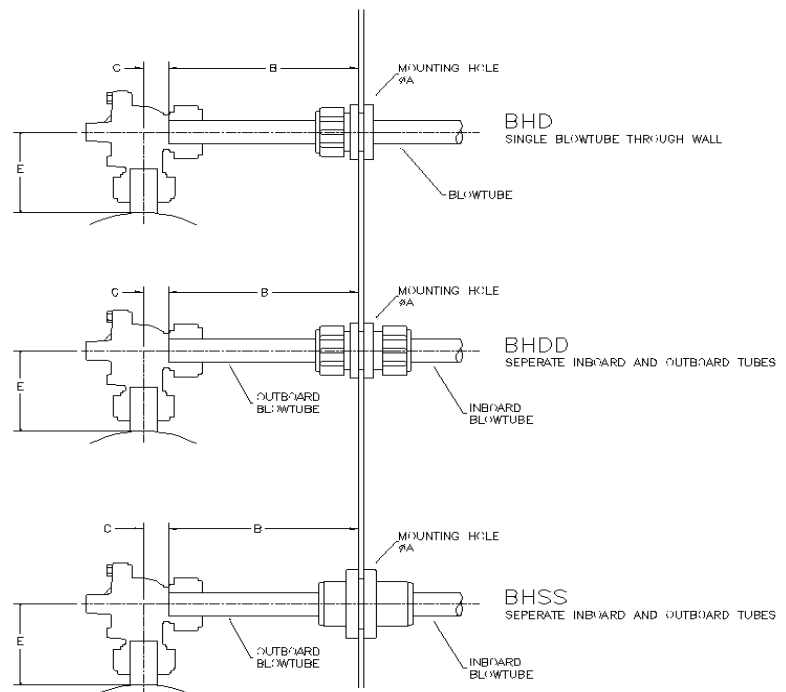 C
B
MOUNTING HOLE
ØA
BHD
SINGLE BLOWTUBE THROUGH WALL
E
BLOWTUBE
C
B
MOUNTING HOLE
ØA
BHDD
SEPERATE INBOARD AND OUTBOARD TUBES
E
OUTBOARD
BLOWTUBE
INBOARD
BLOWTUBE
C
B
MOUNTING HOLE
ØA
BHSS
SEPERATE INBOARD AND OUTBOARD TUBES
E
OUTBOARD
BLOWTUBE
INBOARD
BLOWTUBE